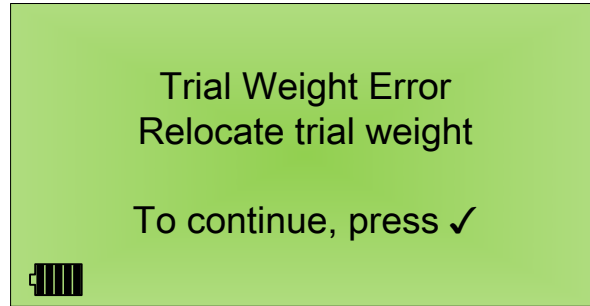 Trial Weight Error
Relocate trial weight
To continue, press ✓